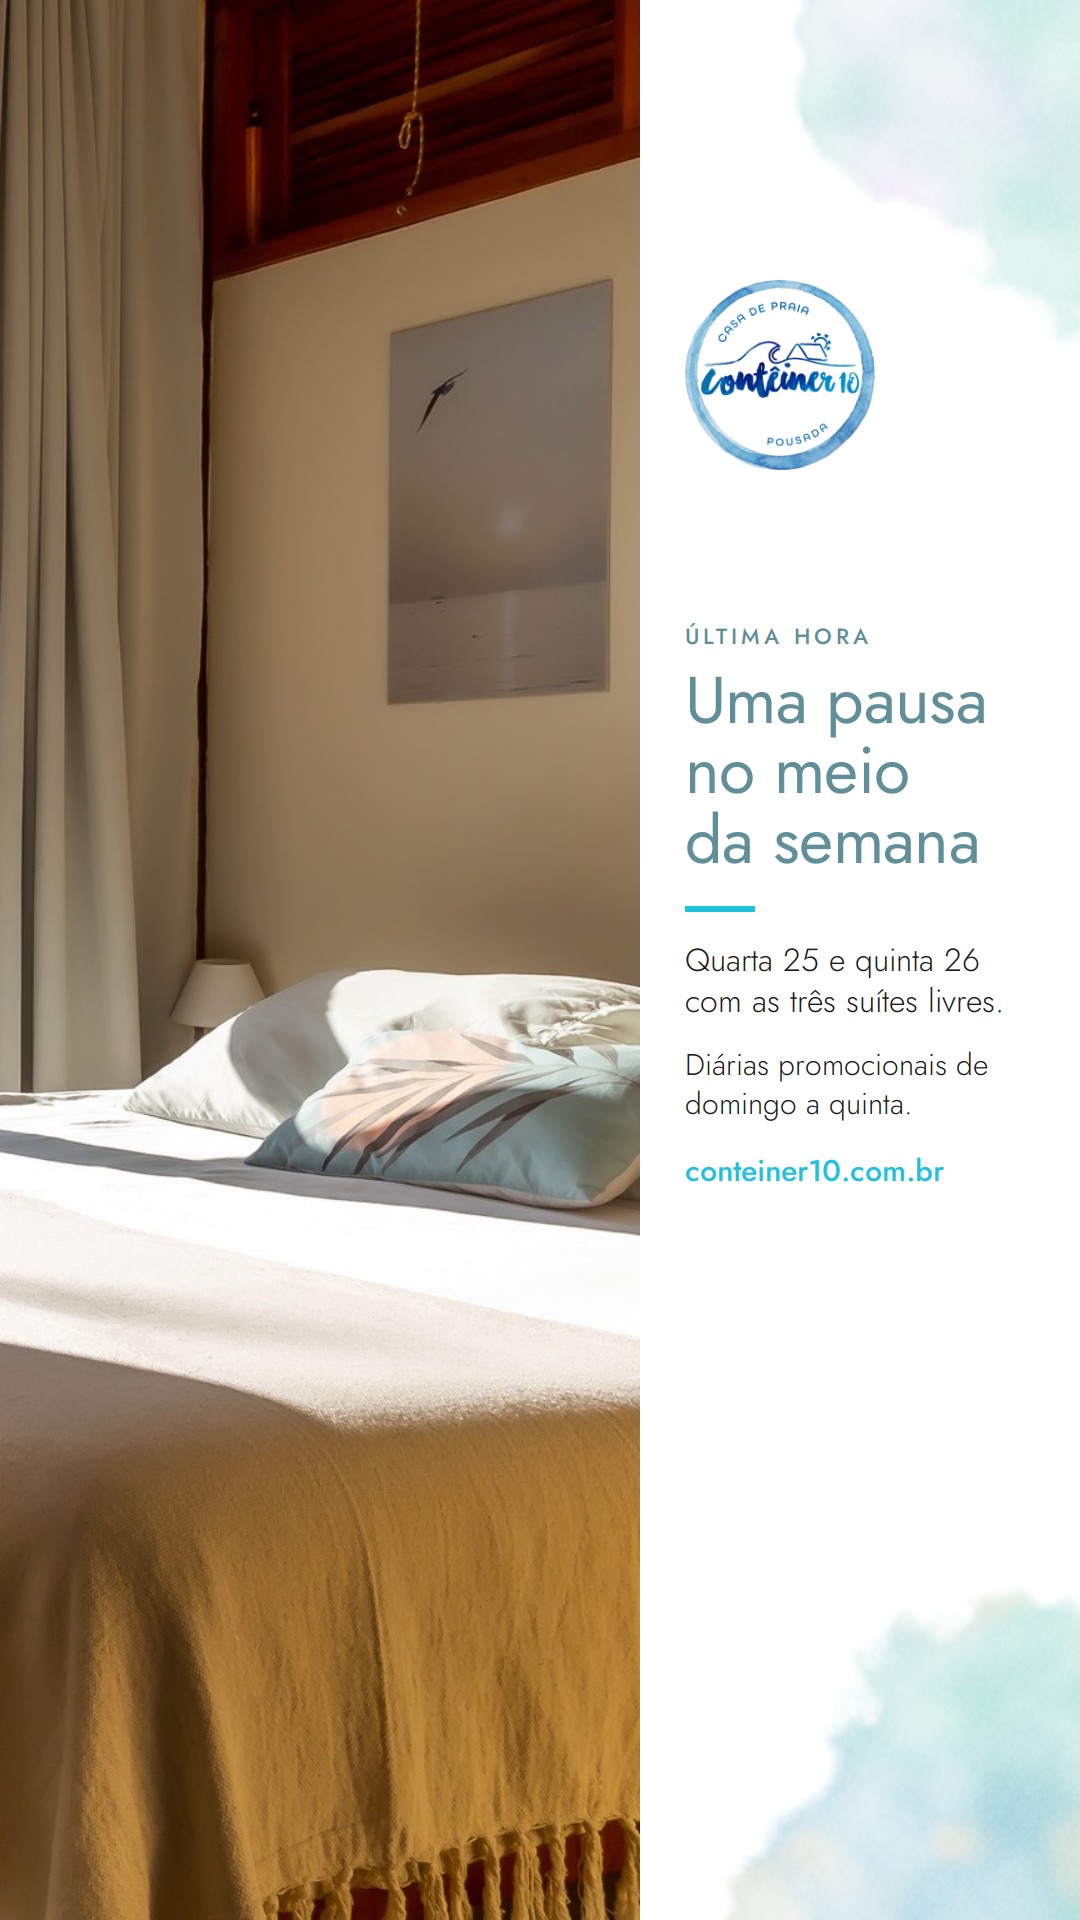 CASA DE PRAIA
contêiner 10
POUSADA
ÚLTIMA HORA
Uma pausa
no meio
da semana
Quarta 25 e quinta 26
com as três suítes livres.
Diárias promocionais de
domingo a quinta.
conteiner10.com.br